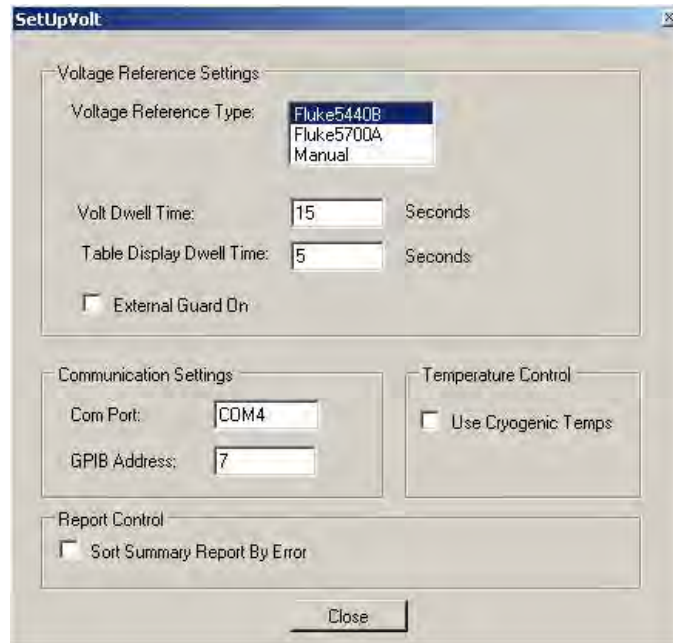 SetUpVolt
Voltage Reference Settings
Voltage Reference Type:
Fluke5440B
Fluke5700A
Manual
Volt Dwell Time: 15 Seconds
Table Display Dwell Time: 5 Seconds
External Guard On
Communication Settings
Com Port: COM4
GPIB Address: 7
Temperature Control
Use Cryogenic Temps
Report Control
Sort Summary Report By Error
Close